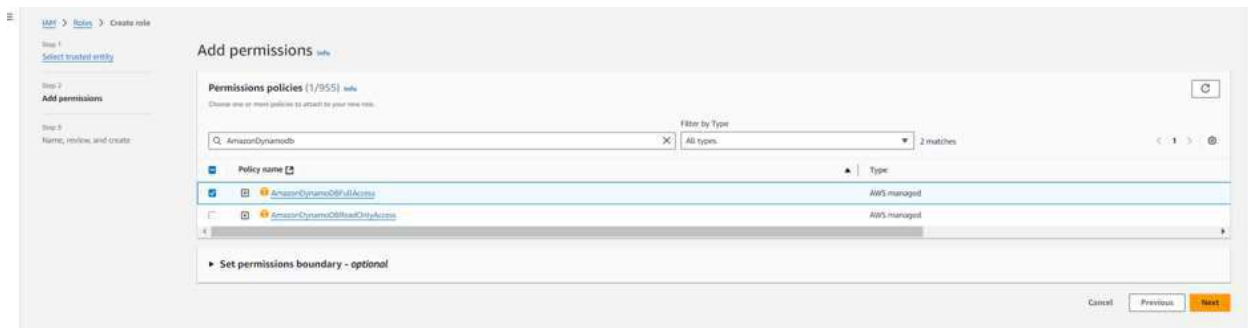 IAM > Roles > Create role
Step 1
Select trusted entity
Step 2
Add permissions
Step 3
Name, review, and create
Add permissions Info
Permissions policies (1/955) Info
Choose one or more policies to attach to your new role.
Filter by Type
AmazonDynamodb
All types
2 matches
1
Policy name
Type
AmazonDynamoDBFullAccess
AWS managed
AmazonDynamoDBReadOnlyAccess
AWS managed
Set permissions boundary - optional
Cancel
Previous
Next